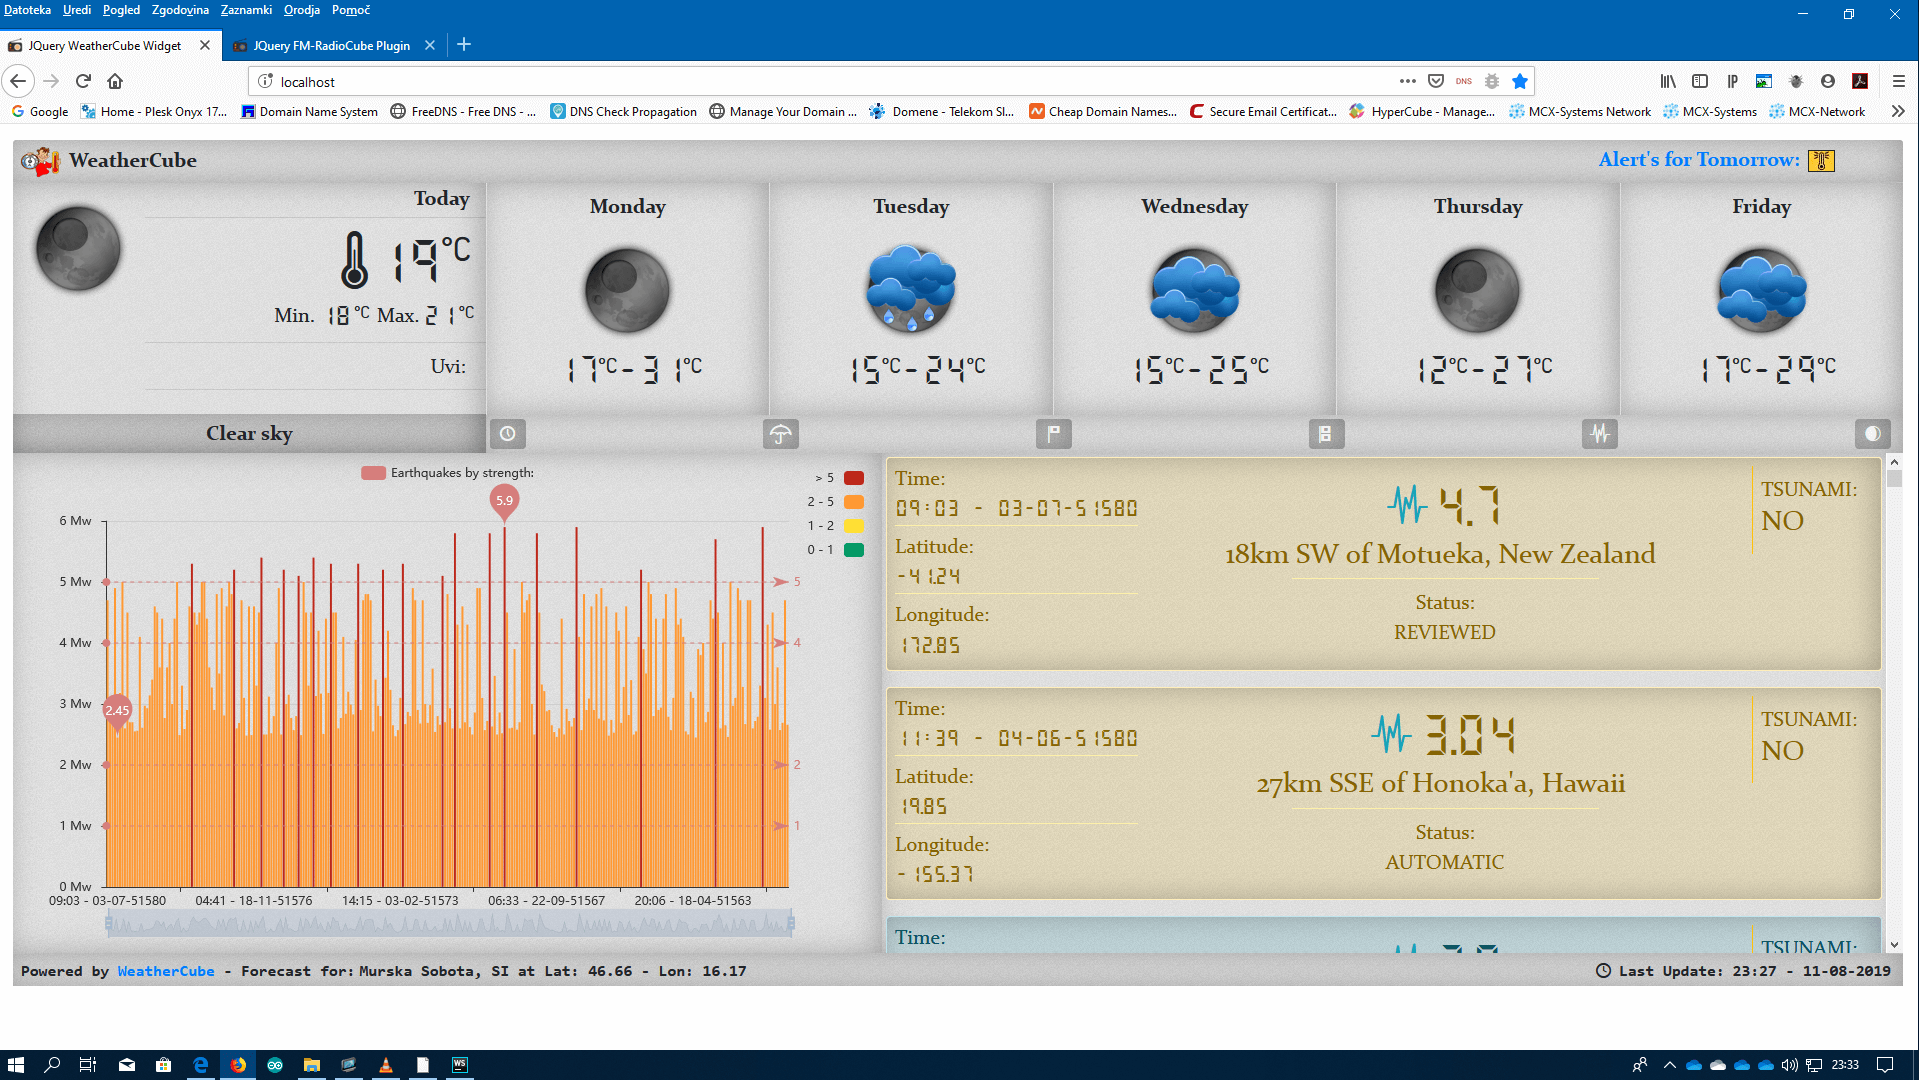 Datoteka Uredi Pogled Zgodovina Zaznamki Orodja Pomoč
JQuery WeatherCube Widget
JQuery FM-RadioCube Plugin
localhost
DNS
IP
Google
Home - Plesk Onyx 17...
Domain Name System
FreeDNS - Free DNS - ...
DNS Check Propagation
Manage Your Domain ...
Domene - Telekom Sl...
Cheap Domain Names...
Secure Email Certificat...
HyperCube - Manage...
MCX-Systems Network
MCX-Systems
MCX-Network
WeatherCube
Alert's for Tomorrow:
Today
19°C
Min. 18°C Max. 21°C
Uvi:
Clear sky
Monday
17°C-31°C
Tuesday
15°C-24°C
Wednesday
15°C-25°C
Thursday
12°C-27°C
Friday
17°C-29°C
Earthquakes by strength:
> 5
2 - 5
1 - 2
0 - 1
5.9
2.45
6 Mw
5 Mw
4 Mw
3 Mw
2 Mw
1 Mw
0 Mw
5
4
2
1
09:03 - 03-07-51580
04:41 - 18-11-51576
14:15 - 03-02-51573
06:33 - 22-09-51567
20:06 - 18-04-51563
Time:
09:03 - 03-07-51580
Latitude:
-41.24
Longitude:
172.85
4.7
18km SW of Motueka, New Zealand
Status:
REVIEWED
TSUNAMI:
NO
Time:
11:39 - 04-06-51580
Latitude:
19.85
Longitude:
-155.37
3.04
27km SSE of Honoka'a, Hawaii
Status:
AUTOMATIC
TSUNAMI:
NO
Time:
TSUNAMI:
Powered by WeatherCube - Forecast for: Murska Sobota, SI at Lat: 46.66 - Lon: 16.17
Last Update: 23:27 - 11-08-2019
WS
23:33